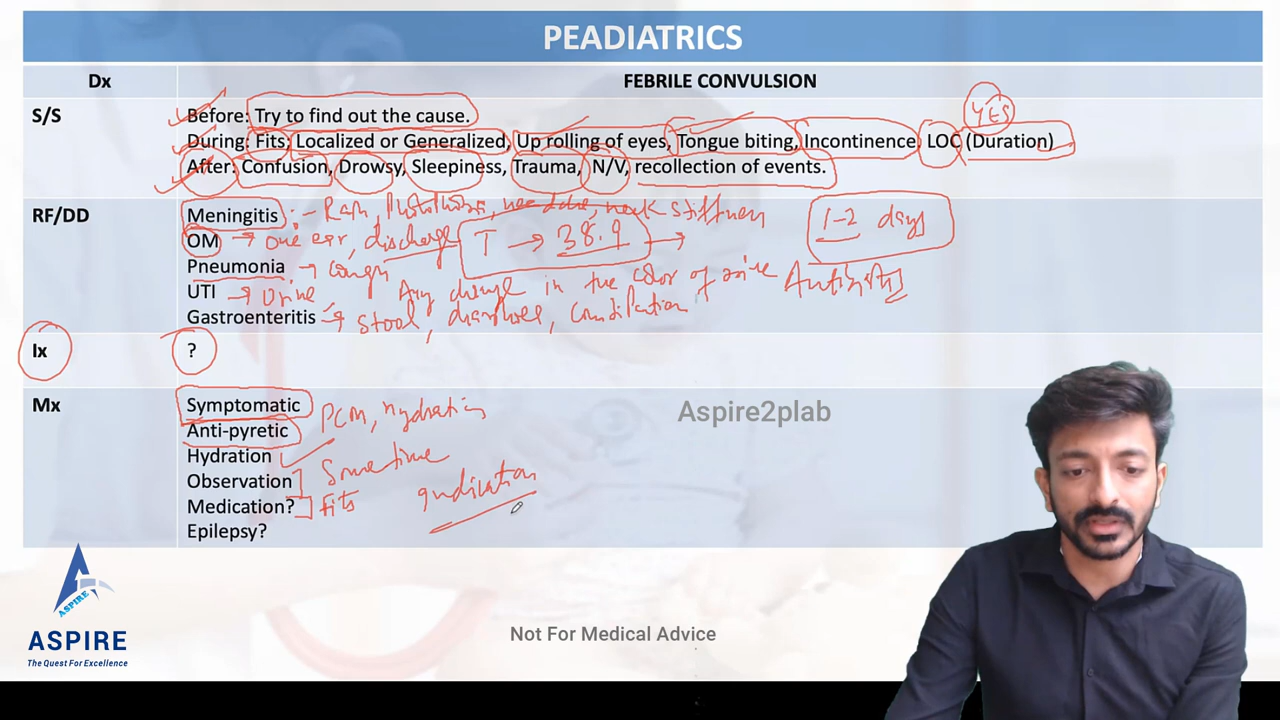 PEADIATRICS
Dx FEBRILE CONVULSION
YES
S/S Before: Try to find out the cause.
During: Fits, Localized or Generalized, Up rolling of eyes, Tongue biting, Incontinence, LOC (Duration)
After: Confusion, Drowsy, Sleepiness, Trauma, N/V, recollection of events.
RF/DD Meningitis :- Rash, neck stiffness 1-2 days
OM → one ear, discharge T → 38.9 →
Pneumonia → cough
UTI → Urine, Any change in the color of urine
Gastroenteritis → stool, diarrhoea, constipation
Ix ?
Mx Symptomatic PCM, hydration
Anti-pyretic
Hydration
Observation Sometime
Medication? Fits
Epilepsy?
Aspire2plab
ASPIRE
ASPIRE
The Quest For Excellence
Not For Medical Advice